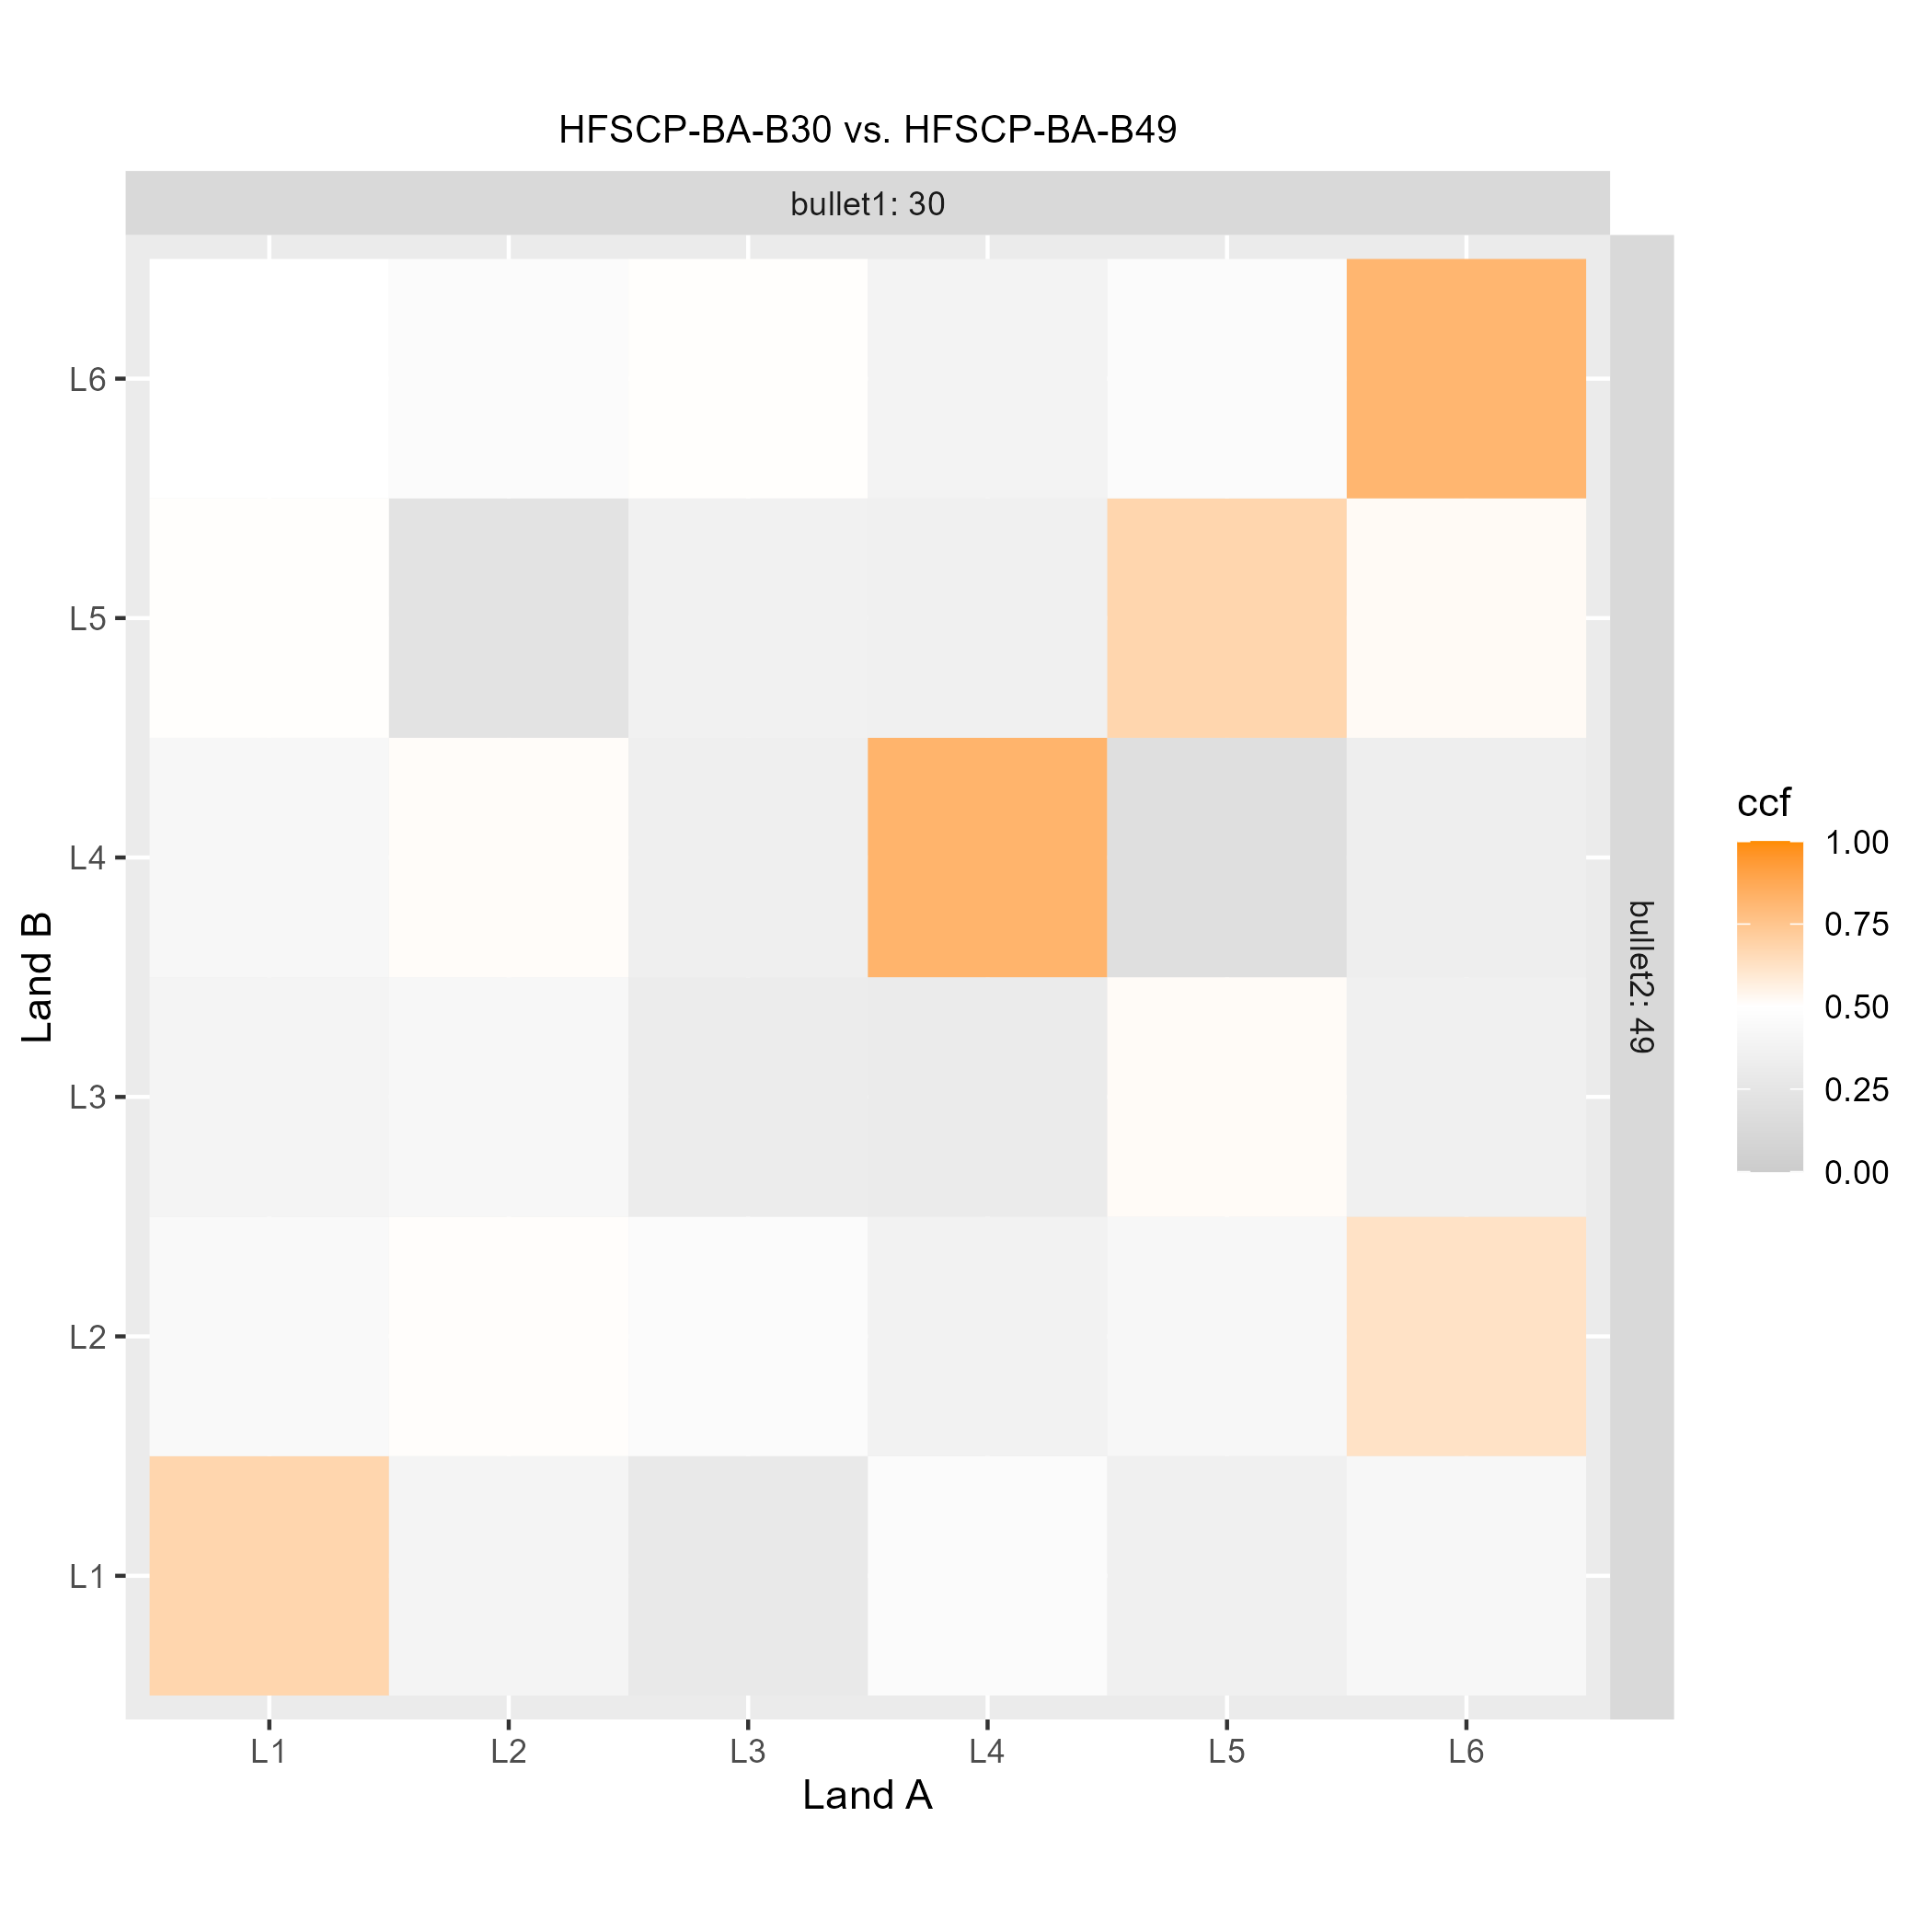 HFSCP-BA-B30 vs. HFSCP-BA-B49
bullet1: 30
L6
L5
L4
L3
L2
L1
Land B
bullet2: 49
L1 L2 L3 L4 L5 L6
Land A
ccf
1.00
0.75
0.50
0.25
0.00